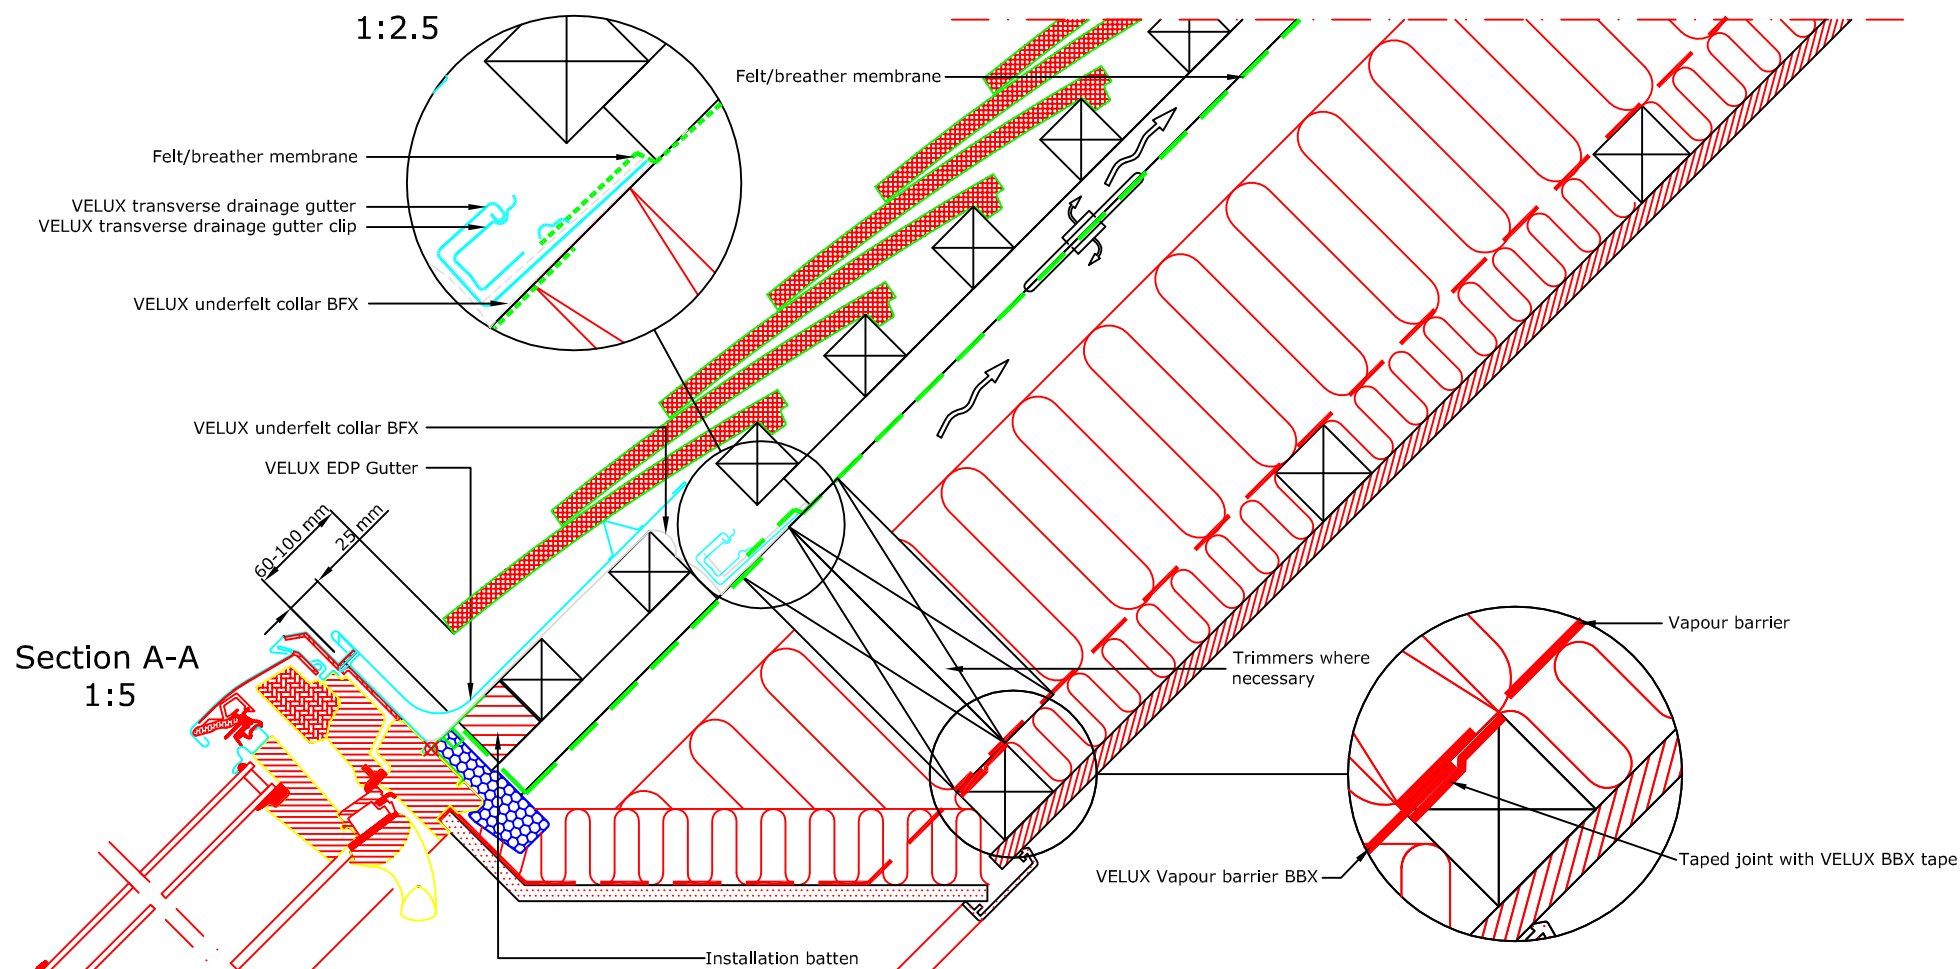 1:2.5
Felt/breather membrane
Felt/breather membrane
VELUX transverse drainage gutter
VELUX transverse drainage gutter clip
VELUX underfelt collar BFX
VELUX underfelt collar BFX
VELUX EDP Gutter
60-100 mm
25 mm
Section A-A
1:5
Vapour barrier
Trimmers where
necessary
Taped joint with VELUX BBX tape
VELUX Vapour barrier BBX
Installation batten